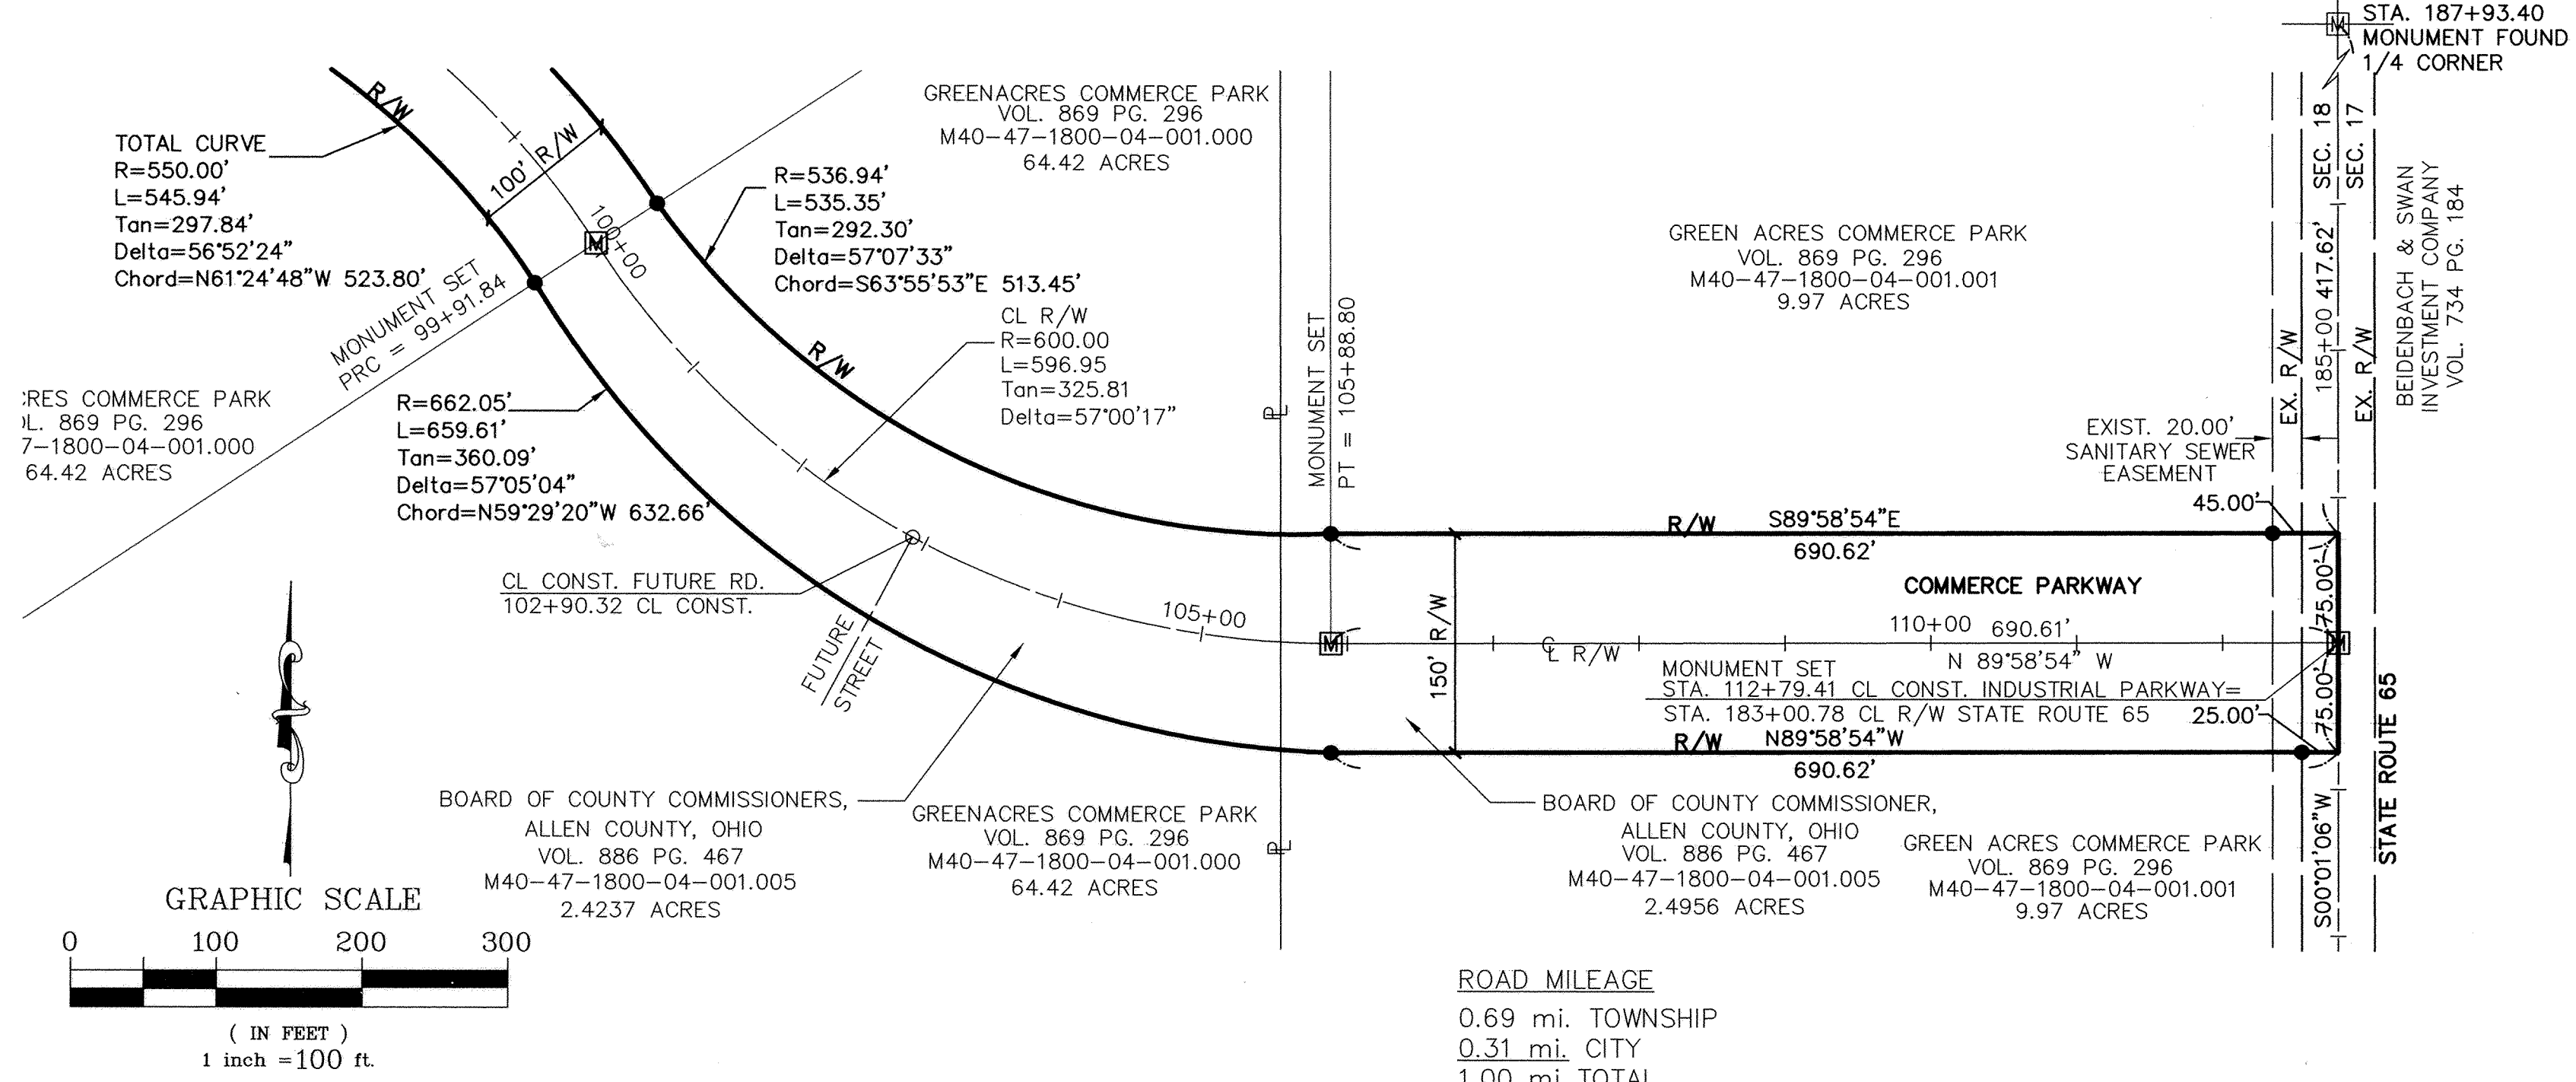 STA. 187+93.40
MONUMENT FOUND
1/4 CORNER
M
R/W
TOTAL CURVE
R=550.00'
L=545.94'
Tan=297.84'
Delta=56°52'24"
Chord=N61°24'48"W 523.80'
100' R/W
M
100+00
MONUMENT SET
PRC = 99+91.84
GREENACRES COMMERCE PARK
VOL. 869 PG. 296
M40-47-1800-04-001.000
64.42 ACRES
R=536.94'
L=535.35'
Tan=292.30'
Delta=57°07'33"
Chord=S63°55'53"E 513.45'
CL R/W
R=600.00
L=596.95
Tan=325.81
Delta=57°00'17"
R/W
MONUMENT SET
PT = 105+88.80
GREEN ACRES COMMERCE PARK
VOL. 869 PG. 296
M40-47-1800-04-001.001
9.97 ACRES
SEC. 18
SEC. 17
185+00 417.62'
EX. R/W
EX. R/W
BEIDENBACH & SWAN
INVESTMENT COMPANY
VOL. 734 PG. 184
:RES COMMERCE PARK
L. 869 PG. 296
7-1800-04-001.000
64.42 ACRES
R=662.05'
L=659.61'
Tan=360.09'
Delta=57°05'04"
Chord=N59°29'20"W 632.66'
PL
EXIST. 20.00'
SANITARY SEWER
EASEMENT
45.00'
R/W S89°58'54"E
690.62'
CL CONST. FUTURE RD.
102+90.32 CL CONST.
FUTURE
STREET
105+00
M
150' R/W
COMMERCE PARKWAY
110+00 690.61'
CL R/W
N 89°58'54" W
M
75.00'
75.00'
MONUMENT SET
STA. 112+79.41 CL CONST. INDUSTRIAL PARKWAY=
STA. 183+00.78 CL R/W STATE ROUTE 65
25.00'
R/W N89°58'54"W
690.62'
STATE ROUTE 65
S00°01'06"W
BOARD OF COUNTY COMMISSIONERS,
ALLEN COUNTY, OHIO
VOL. 886 PG. 467
M40-47-1800-04-001.005
2.4237 ACRES
GREENACRES COMMERCE PARK
VOL. 869 PG. 296
M40-47-1800-04-001.000
64.42 ACRES
PL
BOARD OF COUNTY COMMISSIONER,
ALLEN COUNTY, OHIO
VOL. 886 PG. 467
M40-47-1800-04-001.005
2.4956 ACRES
GREEN ACRES COMMERCE PARK
VOL. 869 PG. 296
M40-47-1800-04-001.001
9.97 ACRES
GRAPHIC SCALE
0 100 200 300
( IN FEET )
1 inch =100 ft.
ROAD MILEAGE
0.69 mi. TOWNSHIP
0.31 mi. CITY
1.00 mi TOTAL